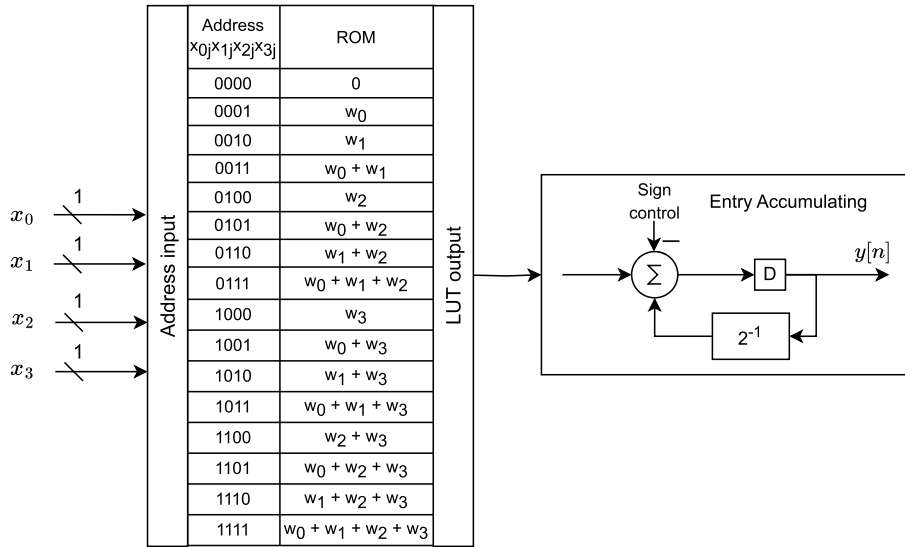 Address
x0jx1jx2jx3j
ROM
0000 0
0001 w0
0010 w1
0011 w0 + w1
0100 w2
0101 w0 + w2
0110 w1 + w2
0111 w0 + w1 + w2
1000 w3
1001 w0 + w3
1010 w1 + w3
1011 w0 + w1 + w3
1100 w2 + w3
1101 w0 + w2 + w3
1110 w1 + w2 + w3
1111 w0 + w1 + w2 + w3
x0 1
x1 1
x2 1
x3 1
Address input
LUT output
Sign
control
Entry Accumulating
−
Σ
D
y[n]
2-1